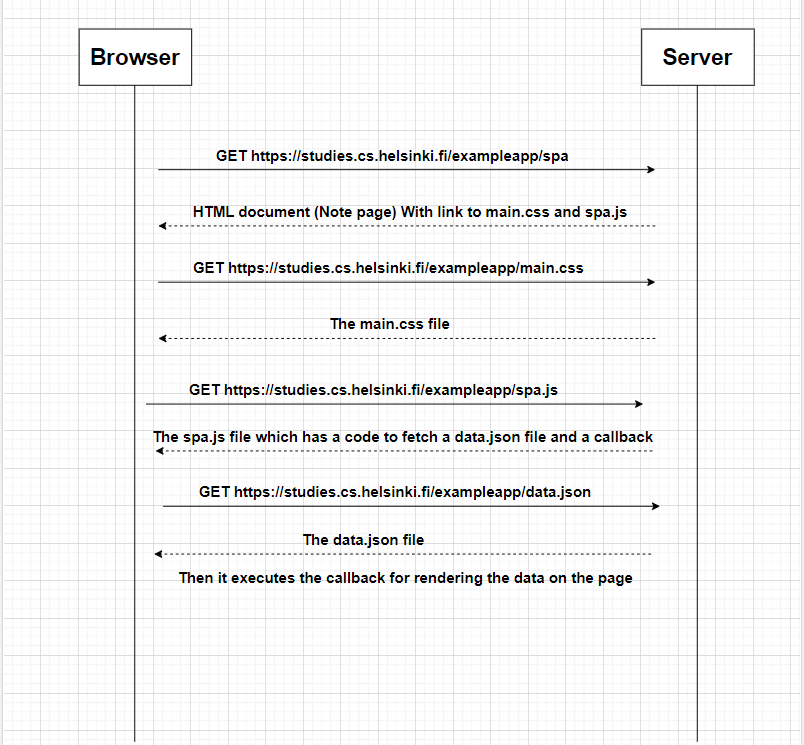 Browser
Server
GET https://studies.cs.helsinki.fi/exampleapp/spa
HTML document (Note page) With link to main.css and spa.js
GET https://studies.cs.helsinki.fi/exampleapp/main.css
The main.css file
GET https://studies.cs.helsinki.fi/exampleapp/spa.js
The spa.js file which has a code to fetch a data.json file and a callback
GET https://studies.cs.helsinki.fi/exampleapp/data.json
The data.json file
Then it executes the callback for rendering the data on the page